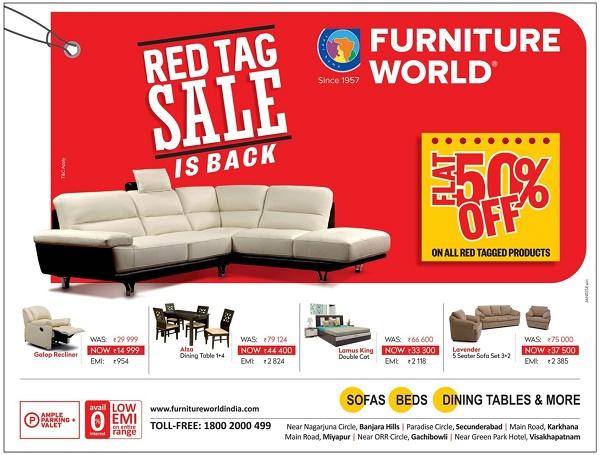 RED TAG
SALE
IS BACK
Since 1957
FURNITURE
WORLD®
T&C Apply
FLAT
50%
OFF
ON ALL RED TAGGED PRODUCTS
Galop Recliner
WAS: ₹29 999
NOW ₹14 999
EMI: ₹954
Alzo
Dining Table 1+4
WAS: ₹79 124
NOW ₹44 400
EMI: ₹2 824
Lamus King
Double Cot
WAS: ₹66 600
NOW ₹33 300
EMI: ₹2 118
Lavender
5 Seater Sofa Set 3+2
WAS: ₹75 000
NOW ₹37 500
EMI: ₹2 385
P
AMPLE
PARKING +
VALET
avail
0
interest
LOW
EMI
on entire
range
www.furnitureworldindia.com
TOLL-FREE: 1800 2000 499
SOFAS BEDS DINING TABLES & MORE
Near Nagarjuna Circle, Banjara Hills | Paradise Circle, Secunderabad | Main Road, Karkhana
Main Road, Miyapur | Near ORR Circle, Gachibowli | Near Green Park Hotel, Visakhapatnam